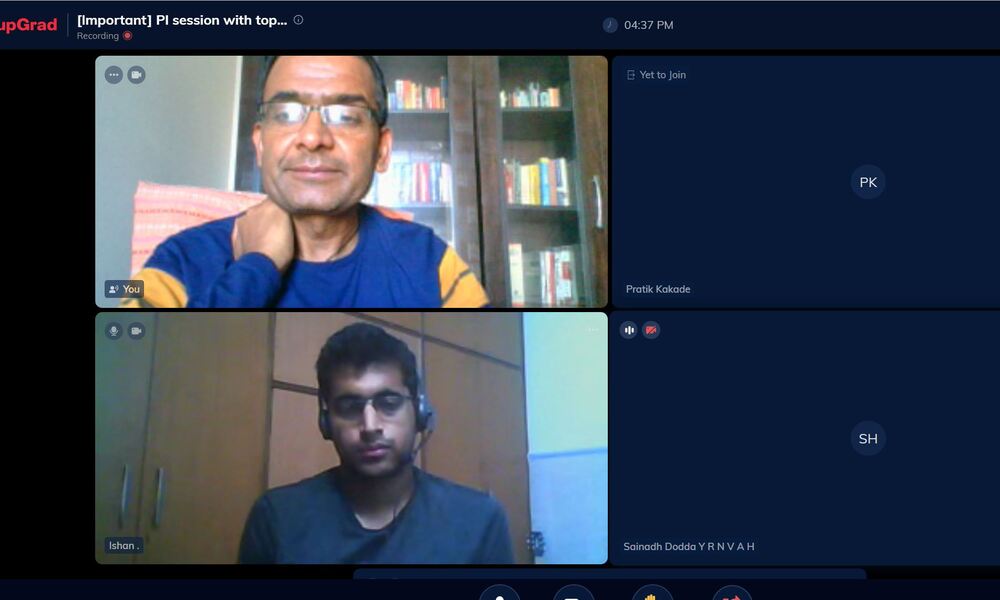 upGrad
[Important] PI session with top...
Recording
04:37 PM
Yet to Join
PK
You
Pratik Kakade
SH
Ishan .
Sainadh Dodda Y R N V A H